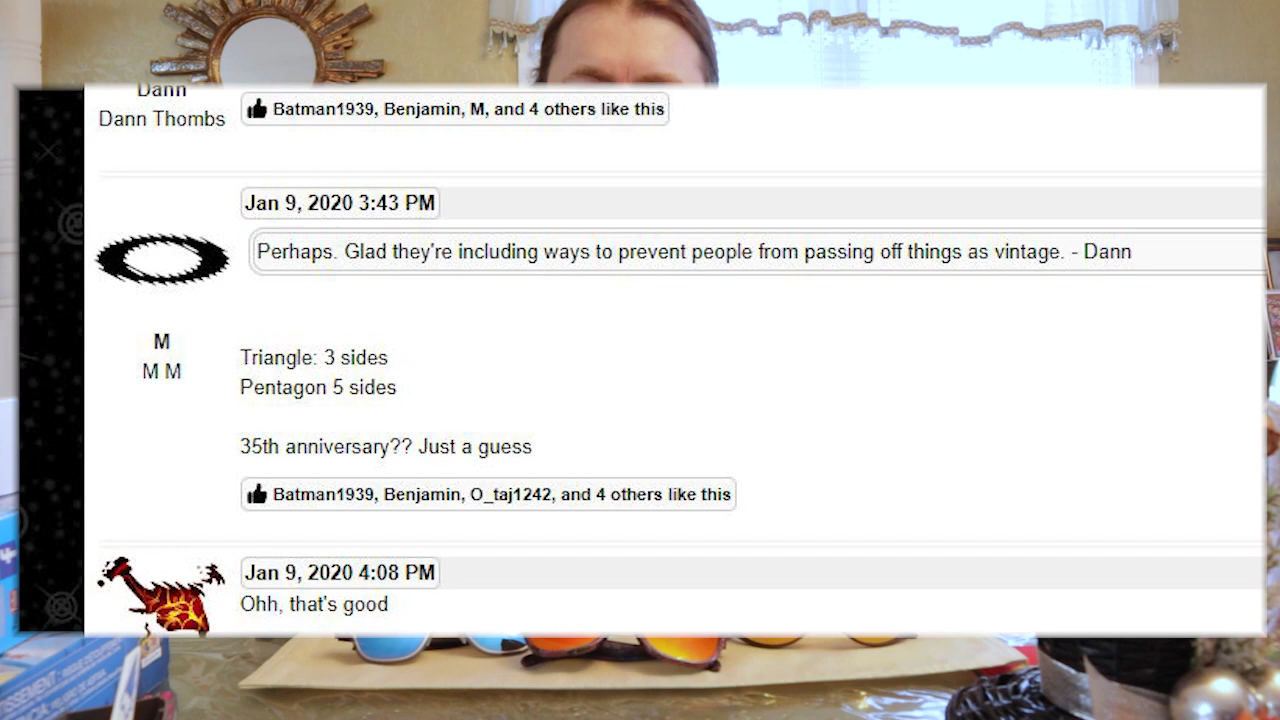 Dann
Dann Thombs
Batman1939, Benjamin, M, and 4 others like this
Jan 9, 2020 3:43 PM
Perhaps. Glad they're including ways to prevent people from passing off things as vintage. - Dann
M
M M
Triangle: 3 sides
Pentagon 5 sides
35th anniversary?? Just a guess
Batman1939, Benjamin, O_taj1242, and 4 others like this
Jan 9, 2020 4:08 PM
Ohh, that's good